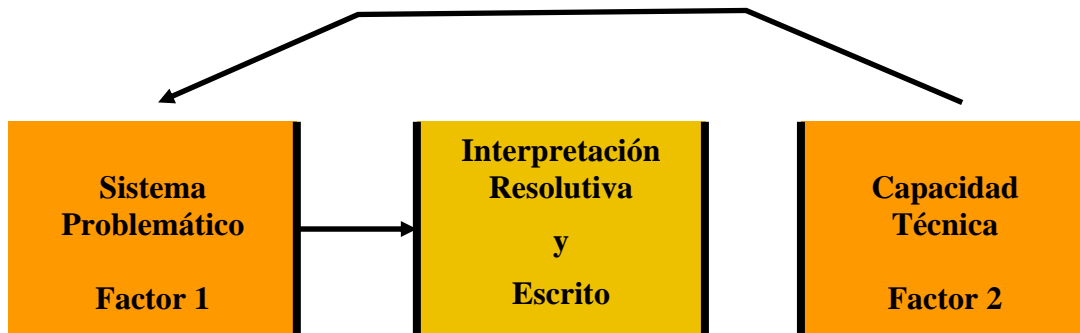 Sistema
Problemático
Factor 1
Interpretación
Resolutiva
y
Escrito
Capacidad
Técnica
Factor 2